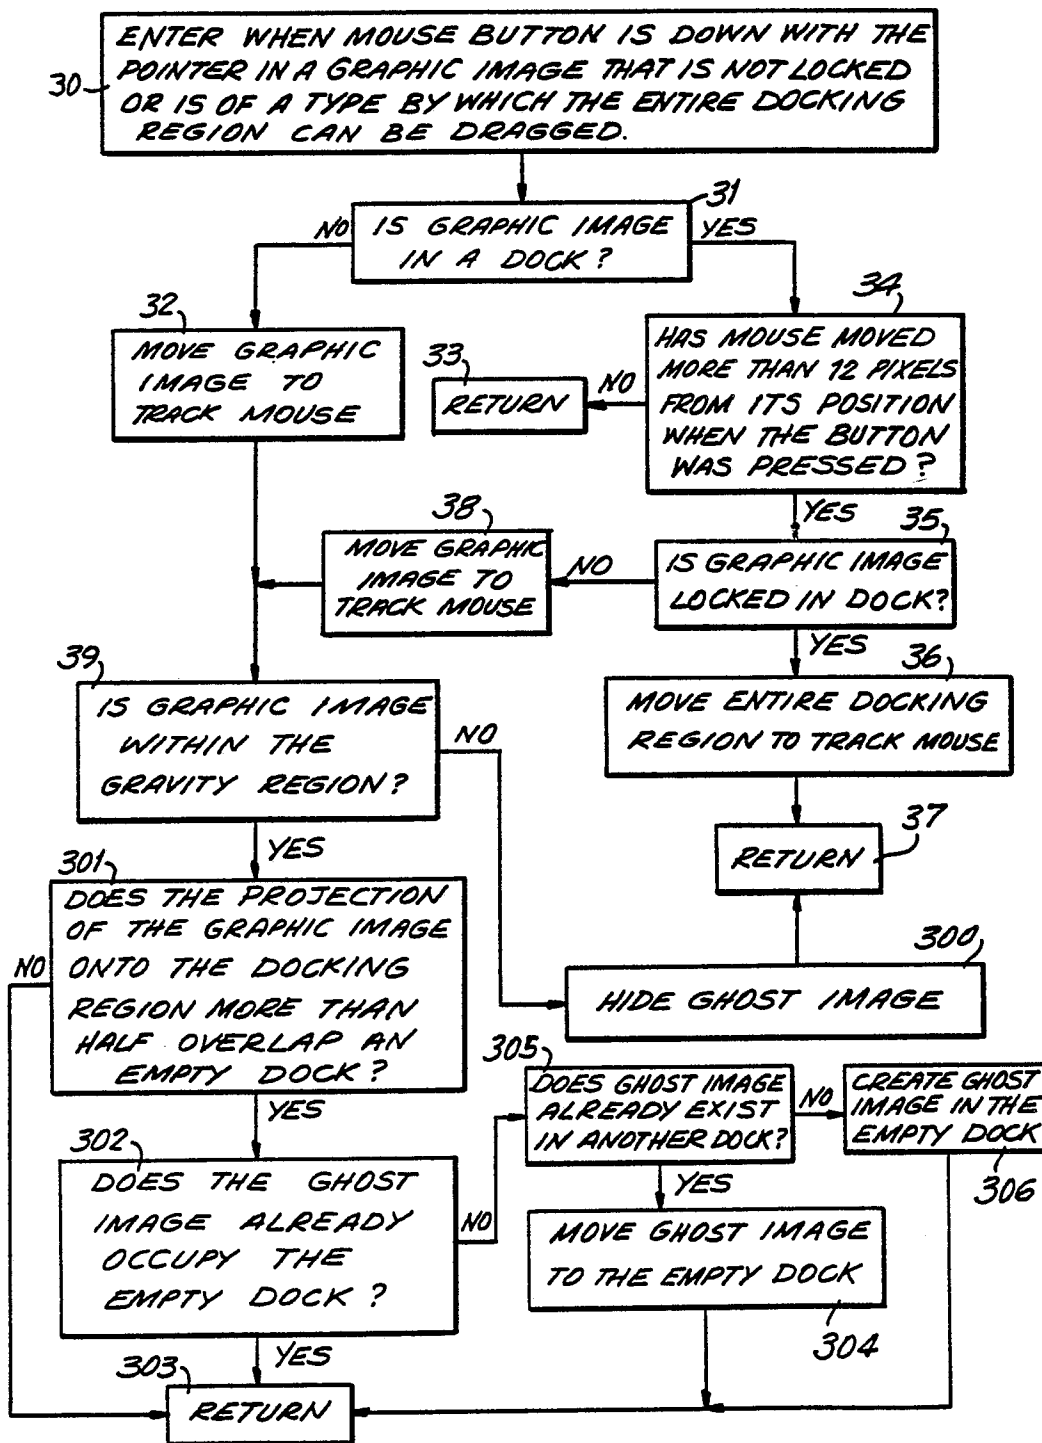 ENTER WHEN MOUSE BUTTON IS DOWN WITH THE
POINTER IN A GRAPHIC IMAGE THAT IS NOT LOCKED
OR IS OF A TYPE BY WHICH THE ENTIRE DOCKING
REGION CAN BE DRAGGED.
30
31
IS GRAPHIC IMAGE
IN A DOCK?
NO
YES
32
MOVE GRAPHIC
IMAGE TO
TRACK MOUSE
33
RETURN
NO
34
HAS MOUSE MOVED
MORE THAN 12 PIXELS
FROM ITS POSITION
WHEN THE BUTTON
WAS PRESSED?
YES
35
IS GRAPHIC IMAGE
LOCKED IN DOCK?
NO
38
MOVE GRAPHIC
IMAGE TO
TRACK MOUSE
YES
36
MOVE ENTIRE DOCKING
REGION TO TRACK MOUSE
37
RETURN
39
IS GRAPHIC IMAGE
WITHIN THE
GRAVITY REGION?
NO
YES
300
HIDE GHOST IMAGE
301
DOES THE PROJECTION
OF THE GRAPHIC IMAGE
ONTO THE DOCKING
REGION MORE THAN
HALF OVERLAP AN
EMPTY DOCK?
NO
YES
302
DOES THE GHOST
IMAGE ALREADY
OCCUPY THE
EMPTY DOCK?
NO
YES
305
DOES GHOST IMAGE
ALREADY EXIST
IN ANOTHER DOCK?
NO
CREATE GHOST
IMAGE IN THE
EMPTY DOCK
306
YES
MOVE GHOST IMAGE
TO THE EMPTY DOCK
304
303
RETURN